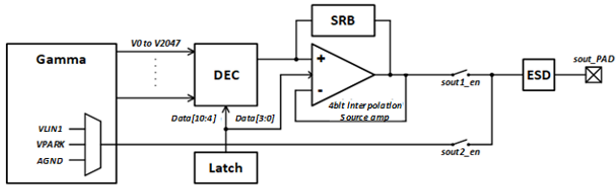 SRB
sout_PAD
Gamma
V0 to V2047
DEC
+
-
ESD
sout1_en
4bit Interpolation
Source amp
Data[10:4]
Data[3:0]
VLIN1
VPARK
AGND
sout2_en
Latch